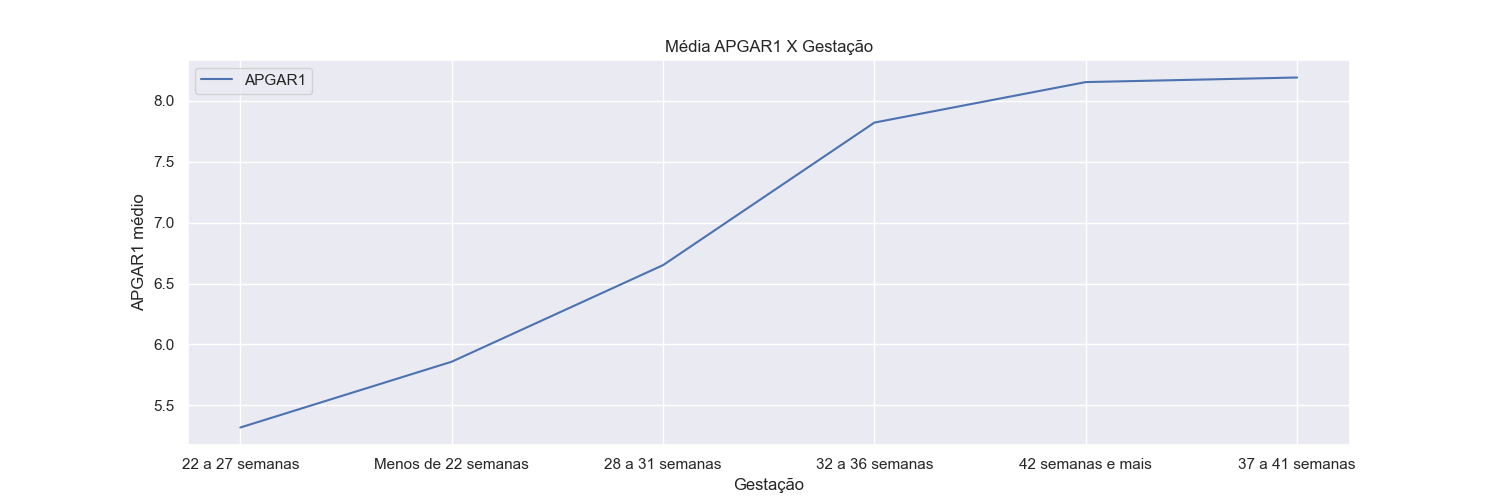 Média APGAR1 X Gestação
APGAR1
8.0
7.5
7.0
6.5
6.0
5.5
APGAR1 médio
22 a 27 semanas
Menos de 22 semanas
28 a 31 semanas
32 a 36 semanas
42 semanas e mais
37 a 41 semanas
Gestação